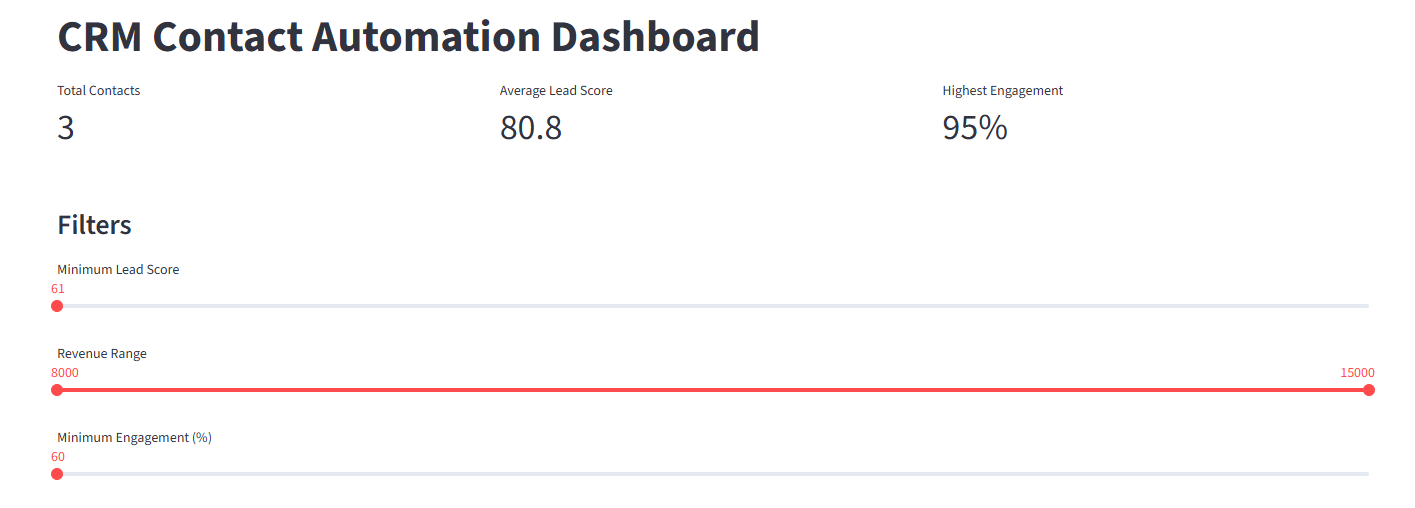 CRM Contact Automation Dashboard
Total Contacts
3
Average Lead Score
80.8
Highest Engagement
95%
Filters
Minimum Lead Score
61
Revenue Range
8000 15000
Minimum Engagement (%)
60